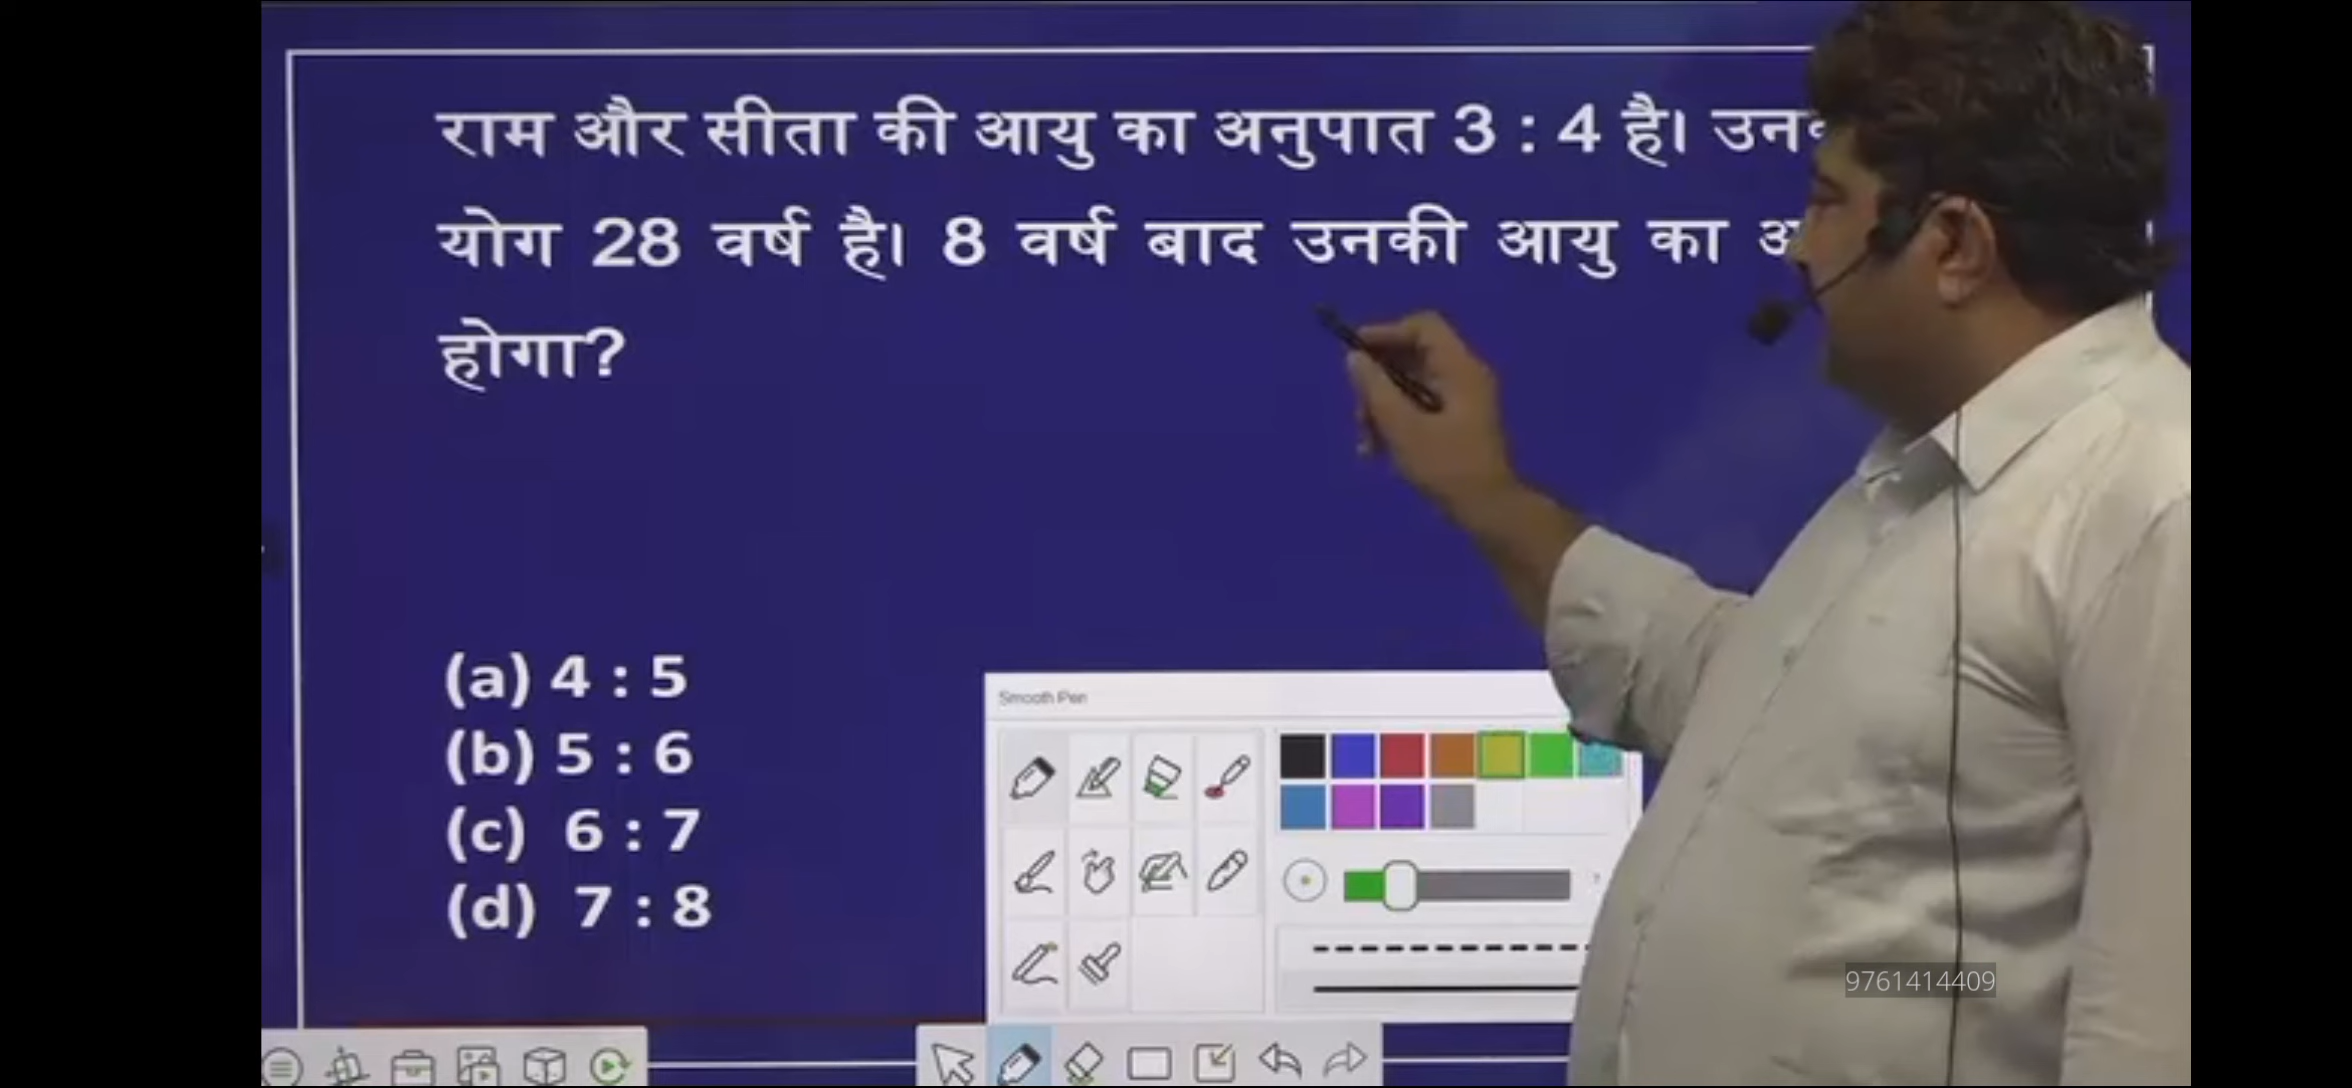 राम और सीता की आयु का अनुपात 3 : 4 है।
योग 28 वर्ष है। 8 वर्ष बाद उनकी आयु का
होगा?
(a) 4 : 5
(b) 5 : 6
(c) 6 : 7
(d) 7 : 8
Smooth Pen
9761414409